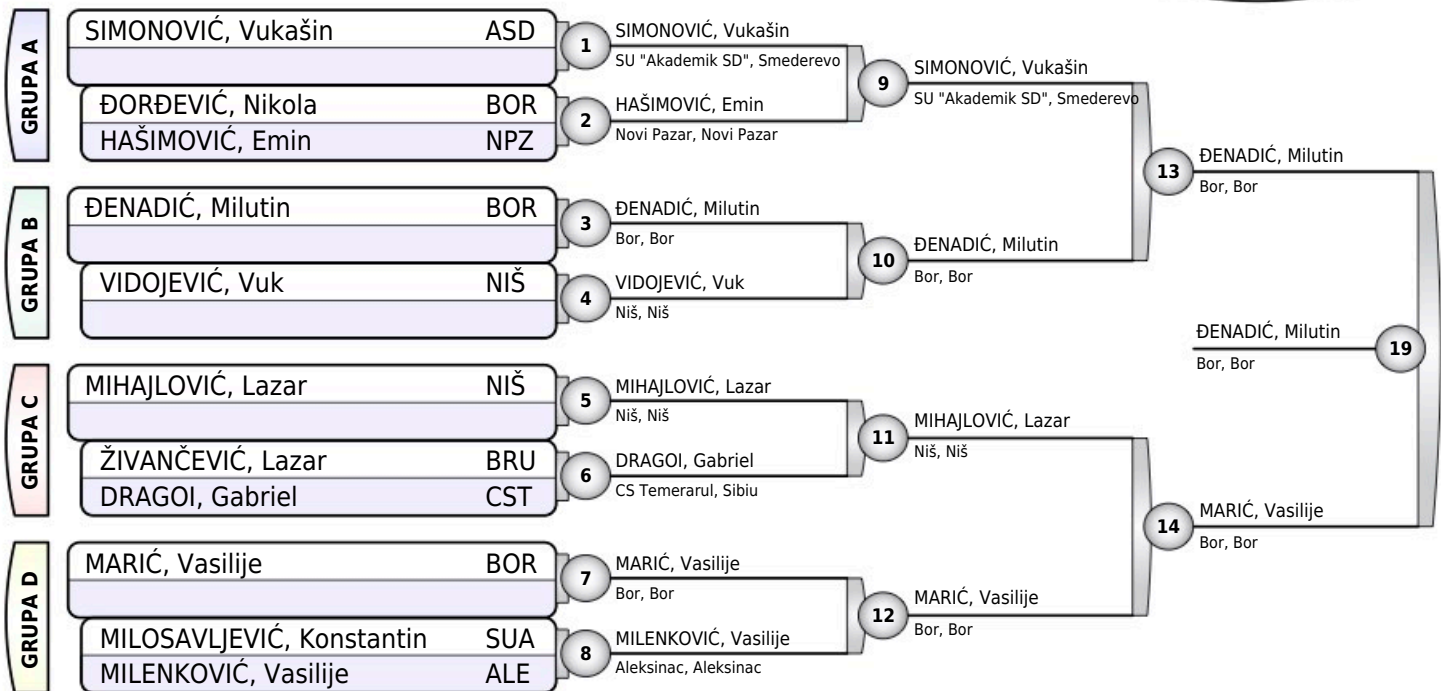 GRUPA A
SIMONOVIĆ, Vukašin ASD
ĐORĐEVIĆ, Nikola BOR
HAŠIMOVIĆ, Emin NPZ
1
SIMONOVIĆ, Vukašin
SU "Akademik SD", Smederevo
2
HAŠIMOVIĆ, Emin
Novi Pazar, Novi Pazar
9
SIMONOVIĆ, Vukašin
SU "Akademik SD", Smederevo
GRUPA B
ĐENADIĆ, Milutin BOR
VIDOJEVIĆ, Vuk NIŠ
3
ĐENADIĆ, Milutin
Bor, Bor
4
VIDOJEVIĆ, Vuk
Niš, Niš
10
ĐENADIĆ, Milutin
Bor, Bor
13
ĐENADIĆ, Milutin
Bor, Bor
GRUPA C
MIHAJLOVIĆ, Lazar NIŠ
ŽIVANČEVIĆ, Lazar BRU
DRAGOI, Gabriel CST
5
MIHAJLOVIĆ, Lazar
Niš, Niš
6
DRAGOI, Gabriel
CS Temerarul, Sibiu
11
MIHAJLOVIĆ, Lazar
Niš, Niš
GRUPA D
MARIĆ, Vasilije BOR
MILOSAVLJEVIĆ, Konstantin SUA
MILENKOVIĆ, Vasilije ALE
7
MARIĆ, Vasilije
Bor, Bor
8
MILENKOVIĆ, Vasilije
Aleksinac, Aleksinac
12
MARIĆ, Vasilije
Bor, Bor
14
MARIĆ, Vasilije
Bor, Bor
ĐENADIĆ, Milutin
Bor, Bor
19